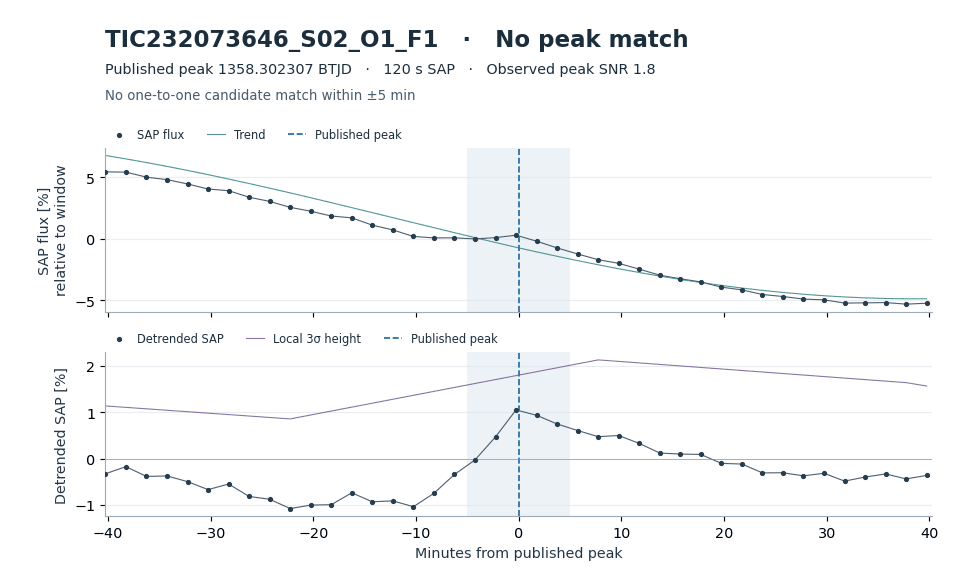 TIC232073646_S02_O1_F1 · No peak match
Published peak 1358.302307 BTJD · 120 s SAP · Observed peak SNR 1.8
No one-to-one candidate match within ±5 min
SAP flux Trend Published peak
SAP flux [%]
relative to window
5
0
−5
Detrended SAP Local 3σ height Published peak
Detrended SAP [%]
2
1
0
−1
−40 −30 −20 −10 0 10 20 30 40
Minutes from published peak